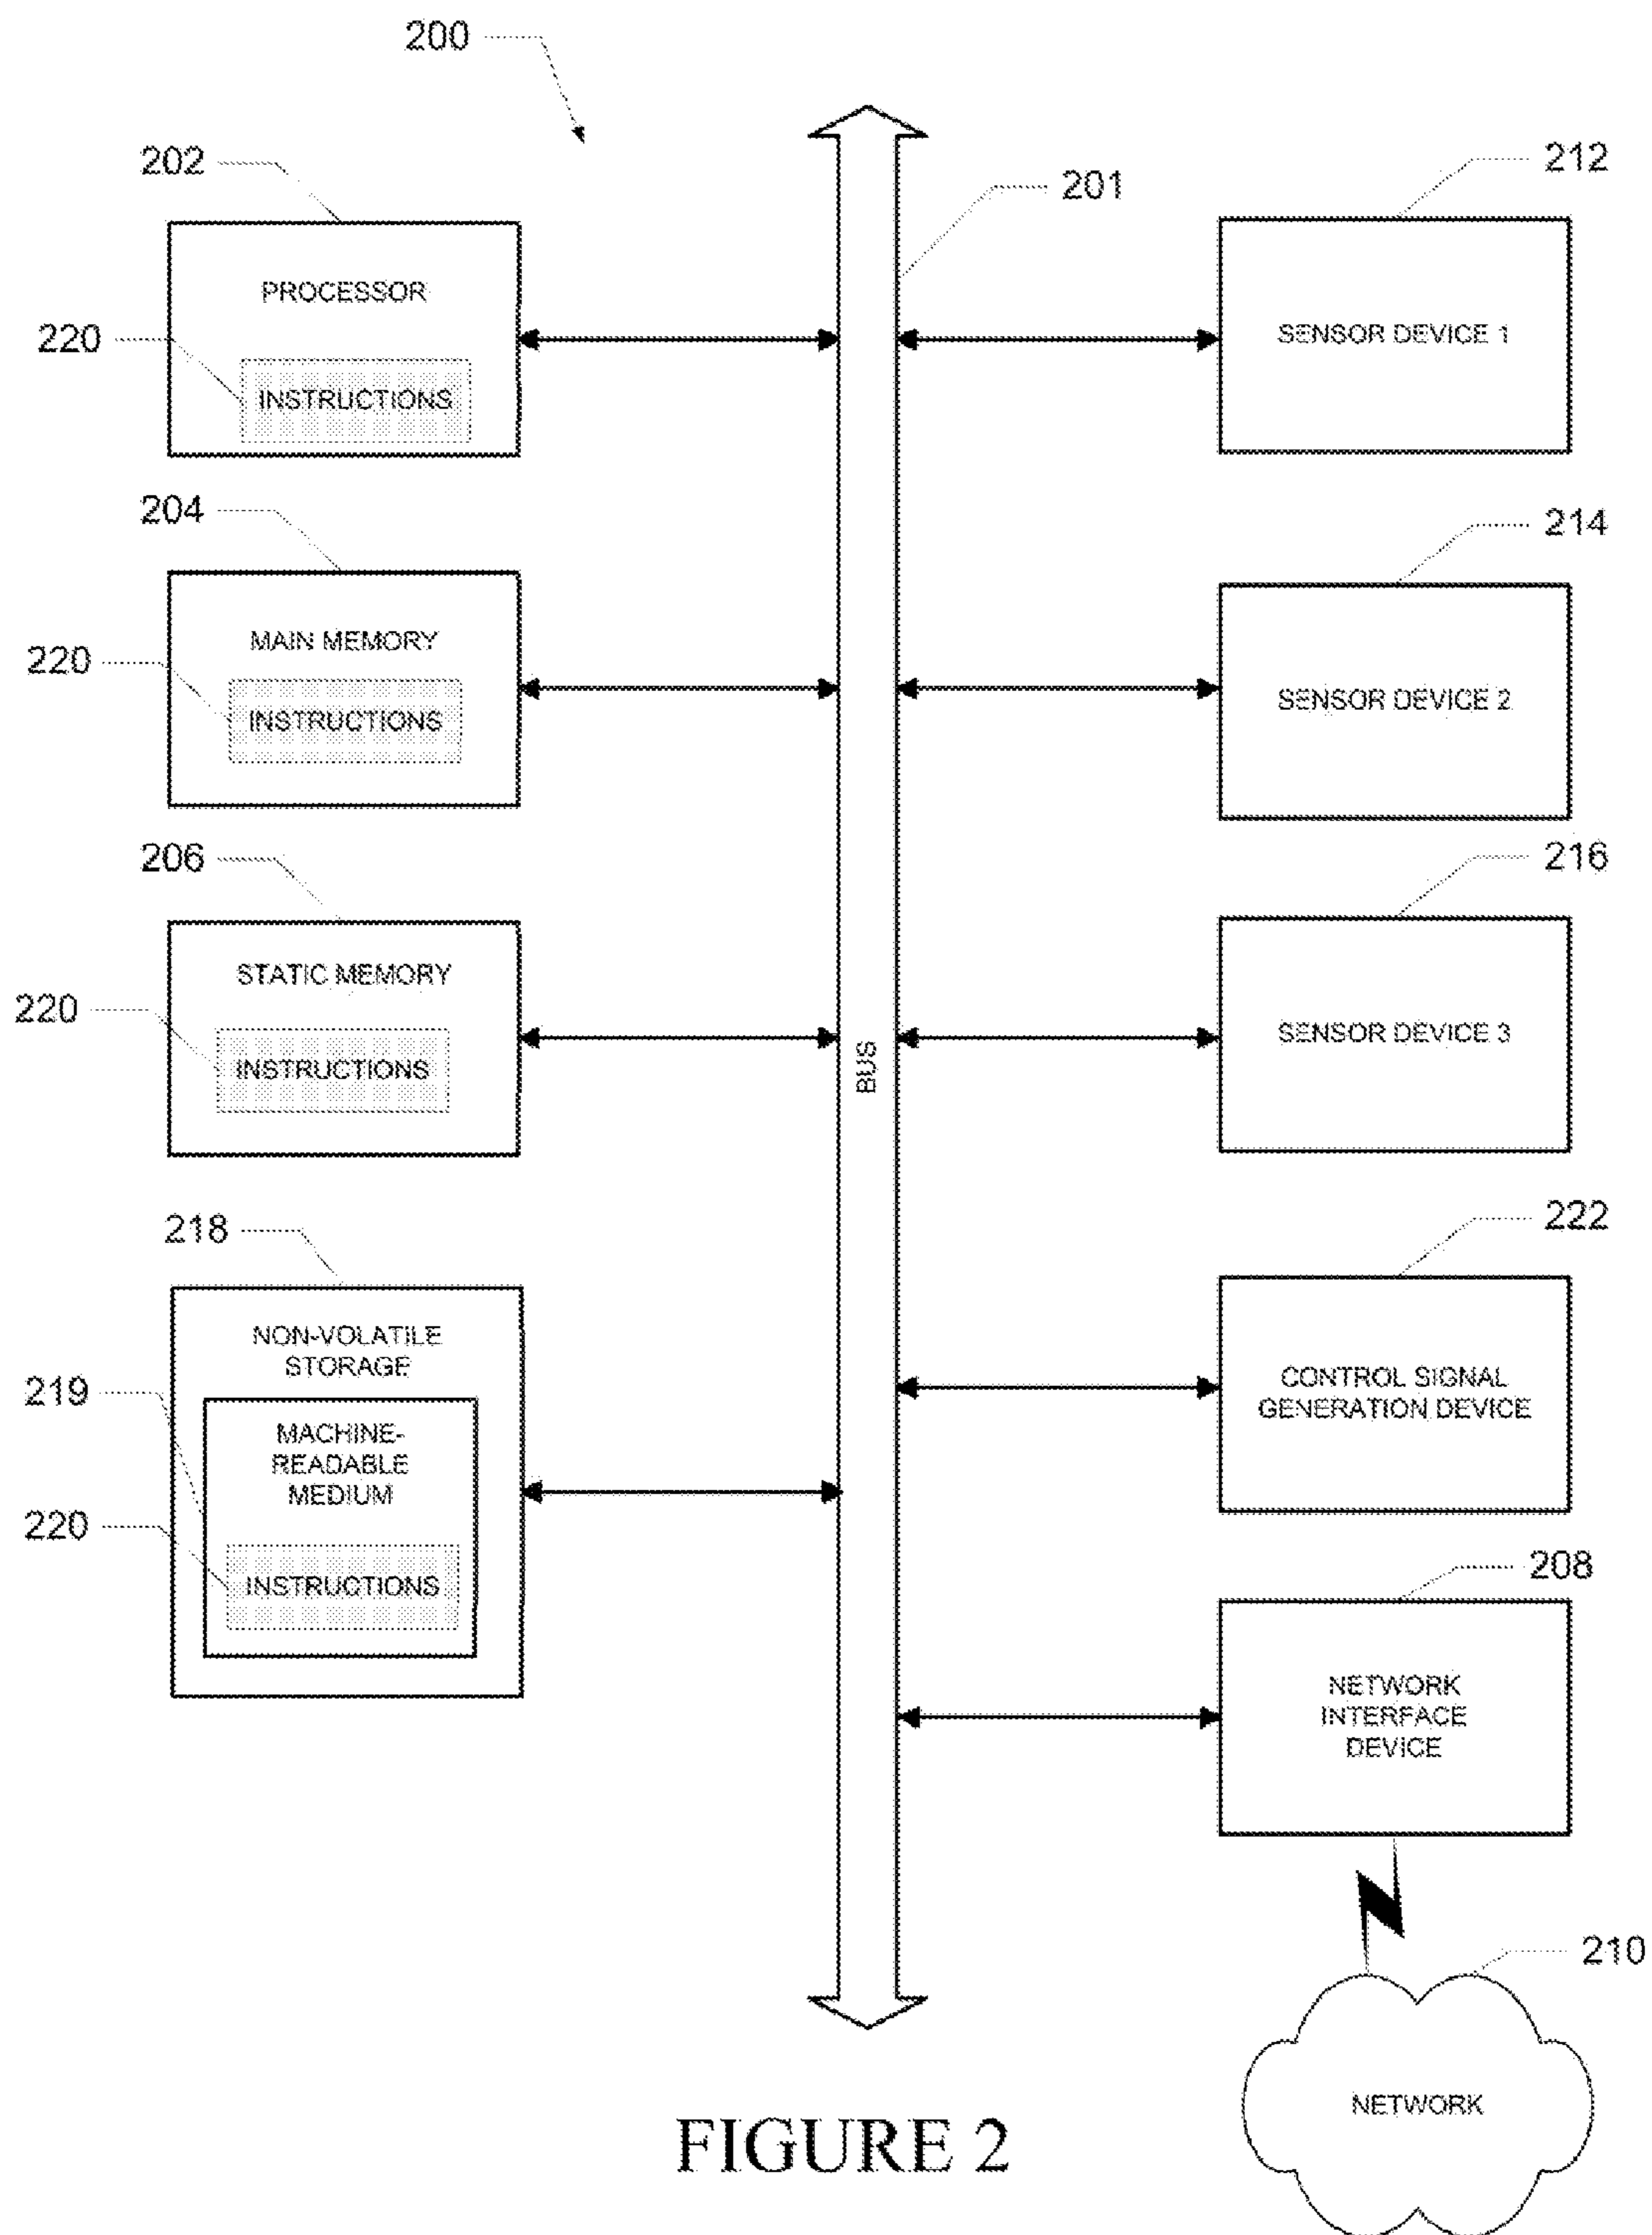 200
202
201
212
PROCESSOR
220
INSTRUCTIONS
SENSOR DEVICE 1
204
214
MAIN MEMORY
220
INSTRUCTIONS
SENSOR DEVICE 2
206
216
STATIC MEMORY
220
INSTRUCTIONS
BUS
SENSOR DEVICE 3
218
222
NON-VOLATILE
STORAGE
219
MACHINE-
READABLE
MEDIUM
220
INSTRUCTIONS
CONTROL SIGNAL
GENERATION DEVICE
208
NETWORK
INTERFACE
DEVICE
210
NETWORK
FIGURE 2